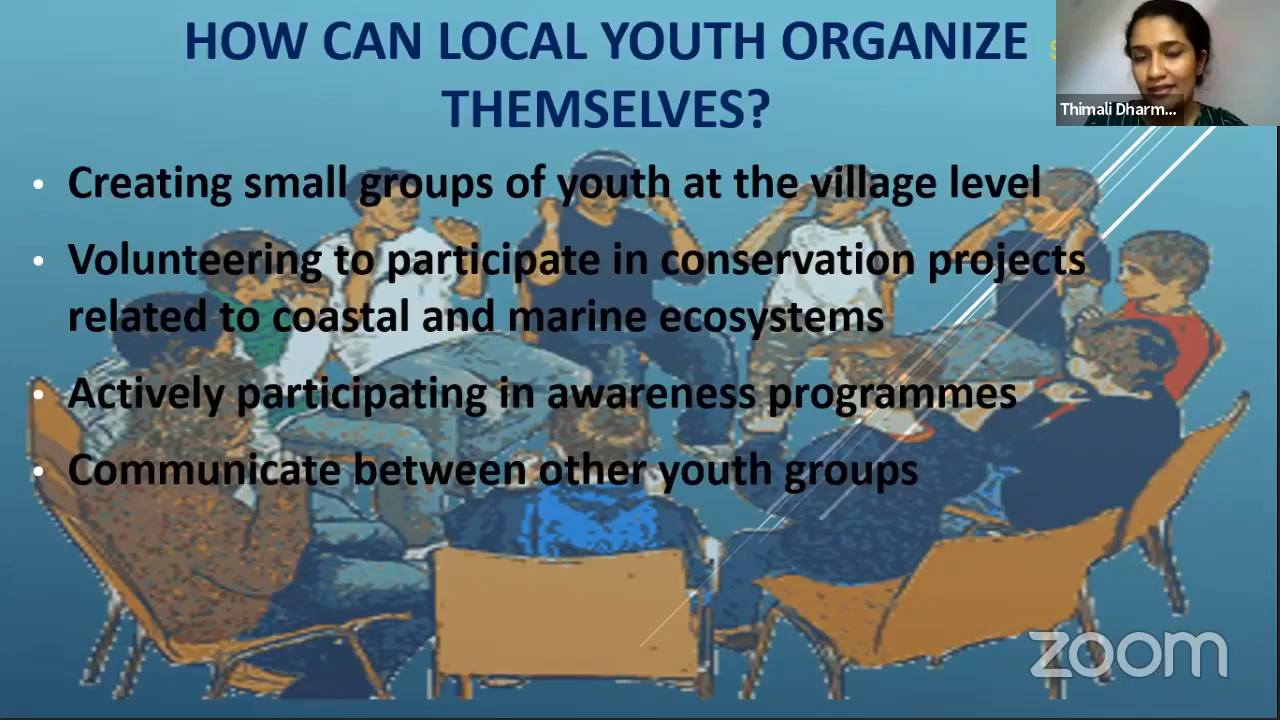 HOW CAN LOCAL YOUTH ORGANIZE
THEMSELVES?
Thimali Dharm...
• Creating small groups of youth at the village level
• Volunteering to participate in conservation projects
related to coastal and marine ecosystems
• Actively participating in awareness programmes
• Communicate between other youth groups
zoom